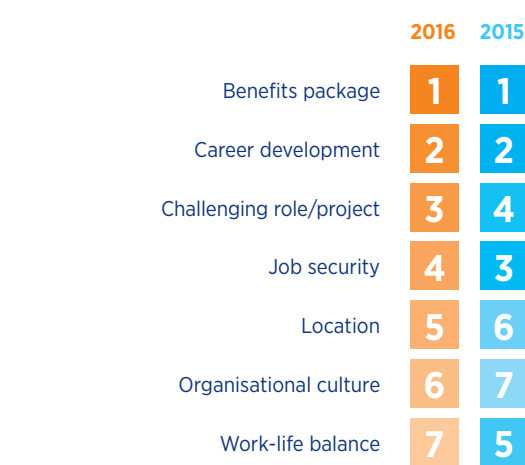 2016 2015
Benefits package 1 1
Career development 2 2
Challenging role/project 3 4
Job security 4 3
Location 5 6
Organisational culture 6 7
Work-life balance 7 5